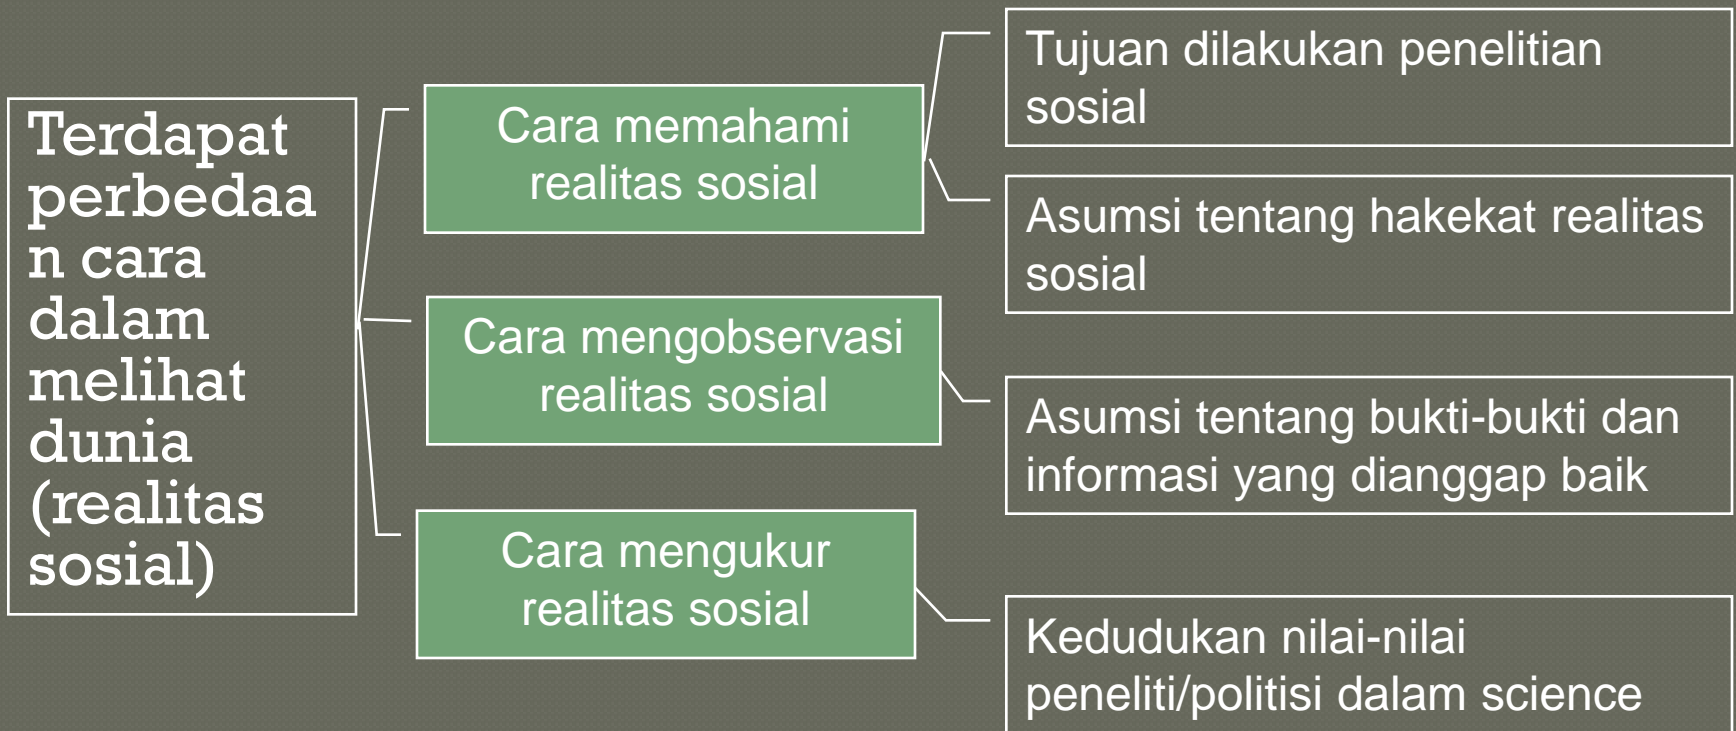 Terdapat
perbedaa
n cara
dalam
melihat
dunia
(realitas
sosial)
Cara memahami
realitas sosial
Tujuan dilakukan penelitian
sosial
Asumsi tentang hakekat realitas
sosial
Cara mengobservasi
realitas sosial
Asumsi tentang bukti-bukti dan
informasi yang dianggap baik
Cara mengukur
realitas sosial
Kedudukan nilai-nilai
peneliti/politisi dalam science